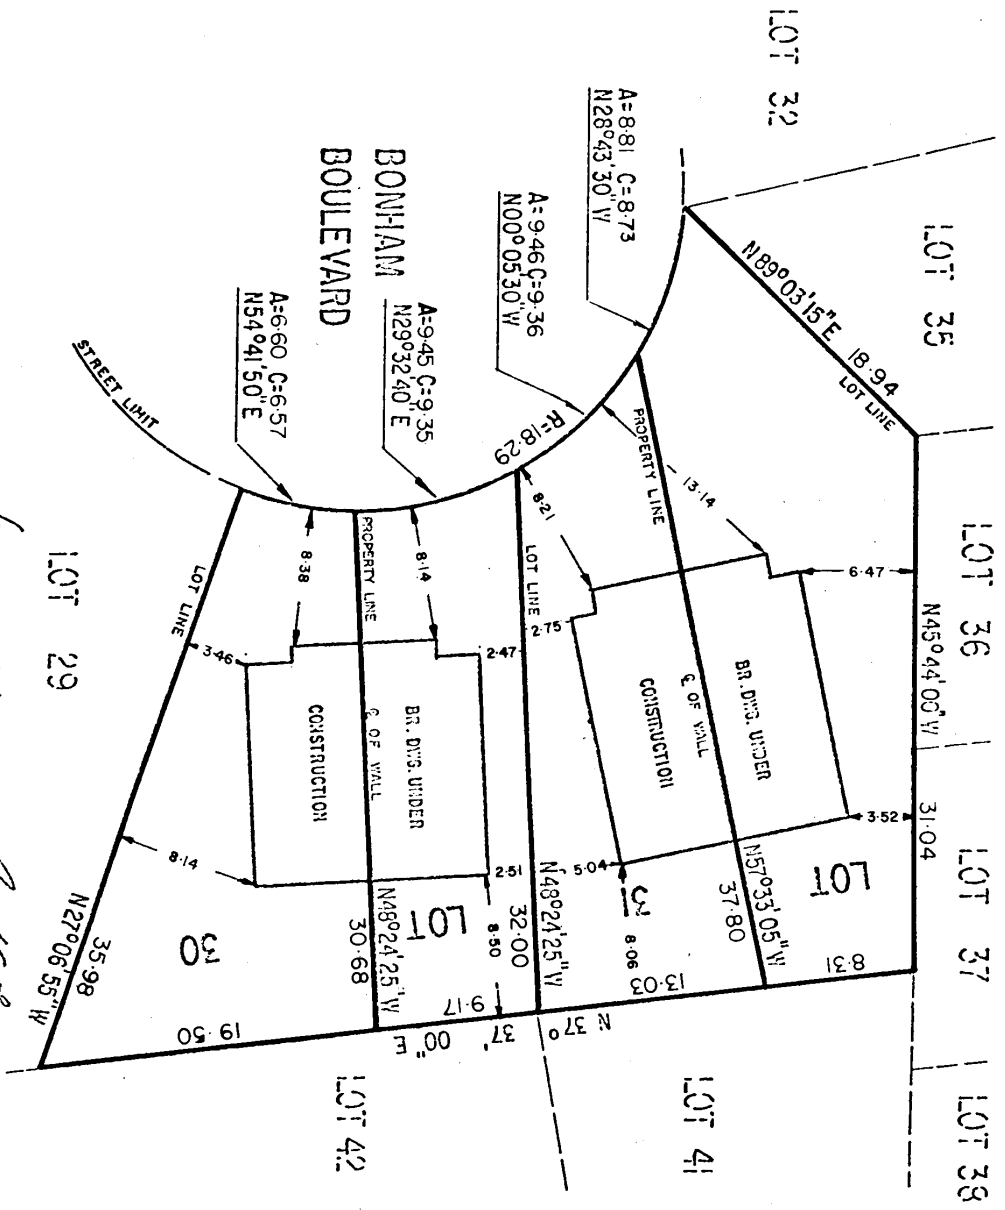 LOT 32
LOT 35
LOT 36
LOT 37
LOT 38
A=8.81 C=8.73
N28°43'30"W
N89°03'15"E 18.94
LOT LINE
N45°44'00"W 31.04
A=9.46 C=9.36
N00°05'30"W
BONHAM
BOULEVARD
A=9.45 C=9.35
N29°32'40"E
A=6.60 C=6.57
N54°41'50"E
STREET LIMIT
R=18.29
PROPERTY LINE
13.14
6.47
8.21
LOT LINE
2.75
BR. DWG. UNDER
℄ OF WALL
CONSTRUCTION
3.52
N57°33'05"W
37.80
LOT
31
8.31
5.04
8.06
13.03
N48°24'25"W
32.00
PROPERTY LINE
8.14
8.38
2.47
BR. DWG. UNDER
℄ OF WALL
CONSTRUCTION
2.51
8.50
LOT
30
N48°24'25"W
30.68
9.17
N 37° 37' 00" E
LOT LINE
3.46
8.14
N27°06'55"W
35.98
19.50
LOT 29
LOT 42
LOT 41